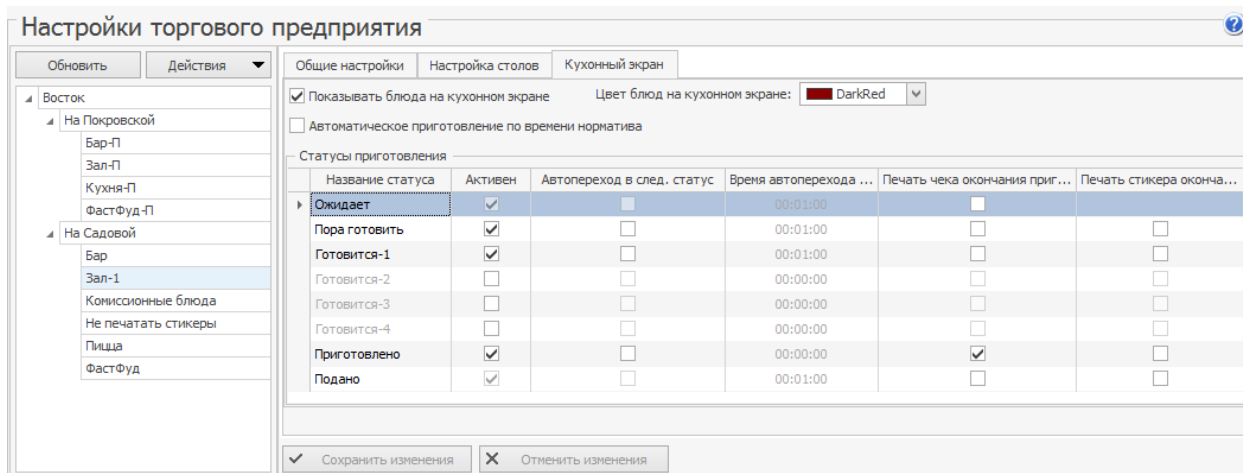 Настройки торгового предприятия
Обновить Действия
Общие настройки Настройка столов Кухонный экран
Восток
На Покровской
Бар-П
Зал-П
Кухня-П
ФастФуд-П
На Садовой
Бар
Зал-1
Комиссионные блюда
Не печатать стикеры
Пицца
ФастФуд
Показывать блюда на кухонном экране Цвет блюд на кухонном экране: DarkRed
Автоматическое приготовление по времени норматива
Статусы приготовления
Название статуса Активен Автопереход в след. статус Время автоперехода ... Печать чека окончания приг... Печать стикера оконча...
Ожидает 00:01:00
Пора готовить 00:01:00
Готовится-1 00:01:00
Готовится-2 00:00:00
Готовится-3 00:00:00
Готовится-4 00:00:00
Приготовлено 00:00:00
Подано 00:01:00
Сохранить изменения Отменить изменения